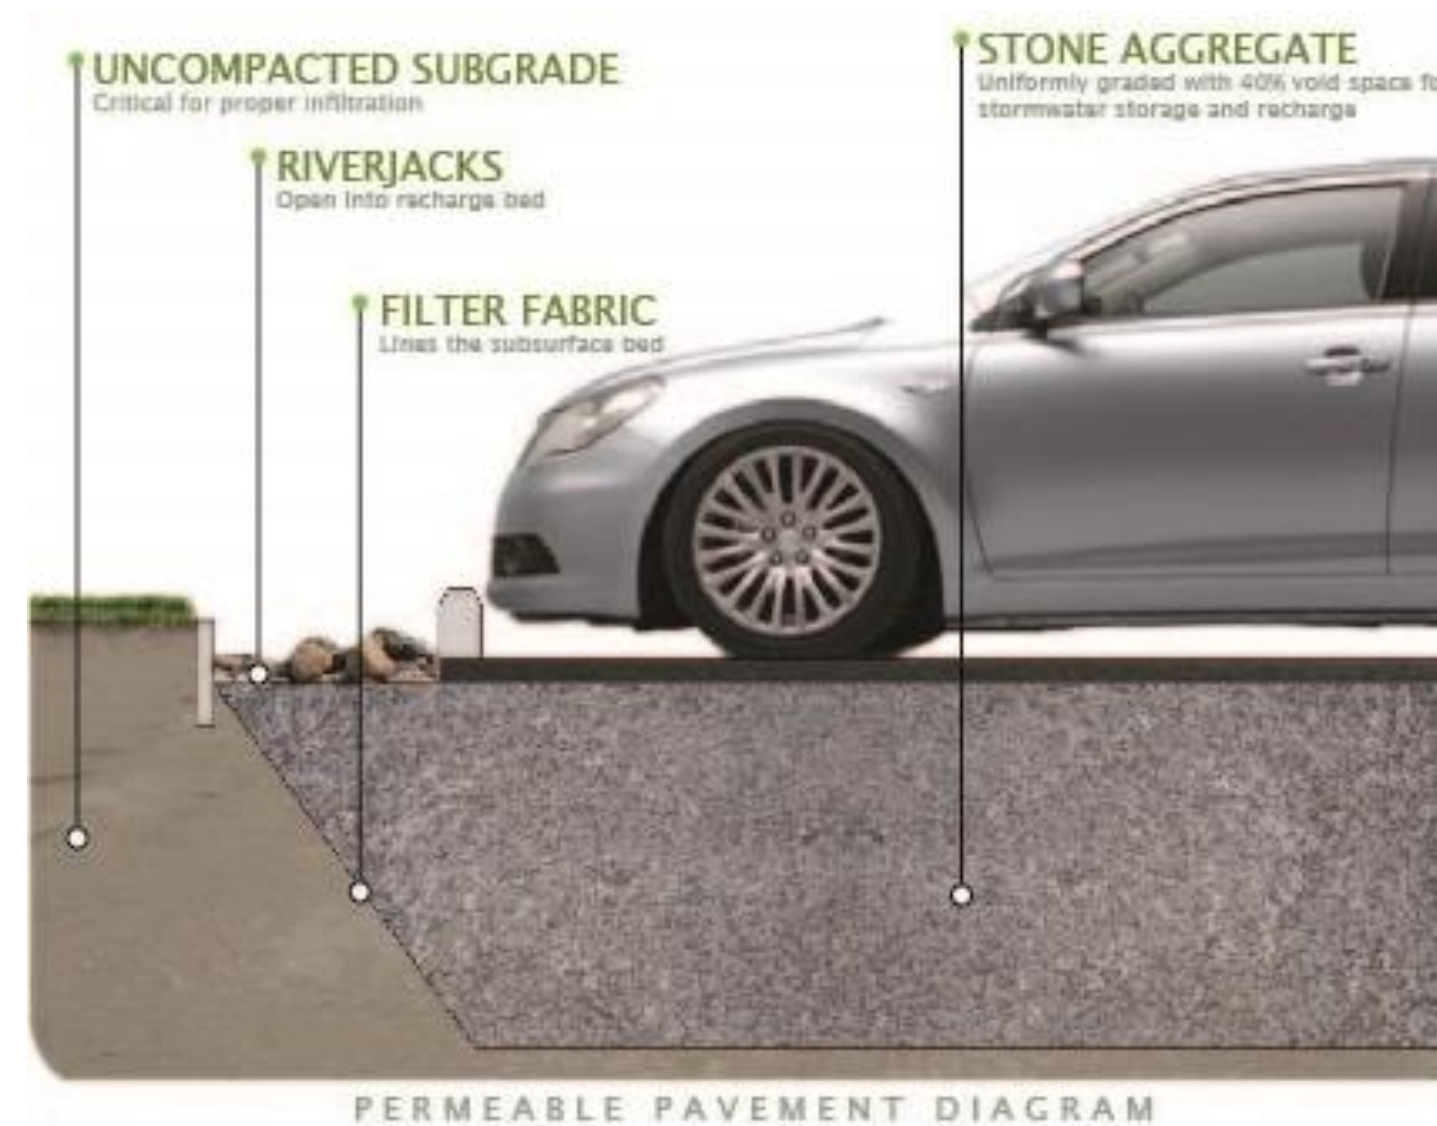 UNCOMPACTED SUBGRADE
Critical for proper infiltration
RIVERJACKS
Open into recharge bed
FILTER FABRIC
Lines the subsurface bed
STONE AGGREGATE
Uniformly graded with 40% void space
stormwater storage and recharge
PERMEABLE PAVEMENT DIAGRAM